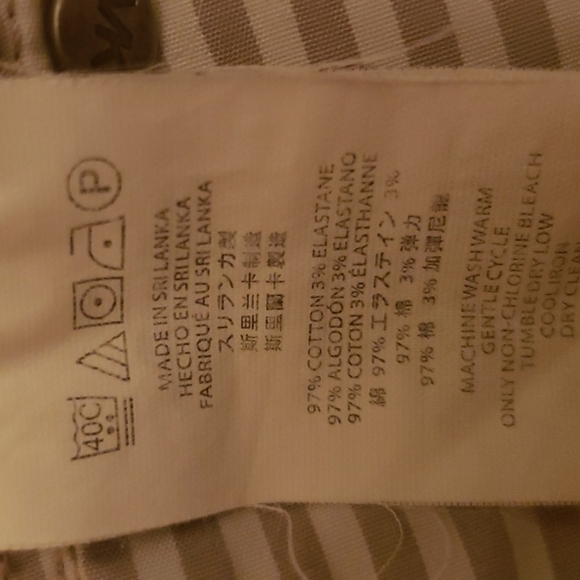 40C P
MADE IN SRI LANKA
HECHO EN SRI LANKA
FABRIQUÉ AU SRI LANKA
スリランカ製
斯里兰卡制造
斯里蘭卡製造
97% COTTON 3% ELASTANE
97% ALGODÓN 3% ELASTANO
97% COTON 3% ÉLASTHANNE
綿 97% エラステイン 3%
97% 棉 3% 弹力
97% 棉 3% 加彈尼龍
MACHINE WASH WARM
GENTLE CYCLE
ONLY NON-CHLORINE BLEACH
TUMBLE DRY LOW
COOL IRON
DRY CLEAN